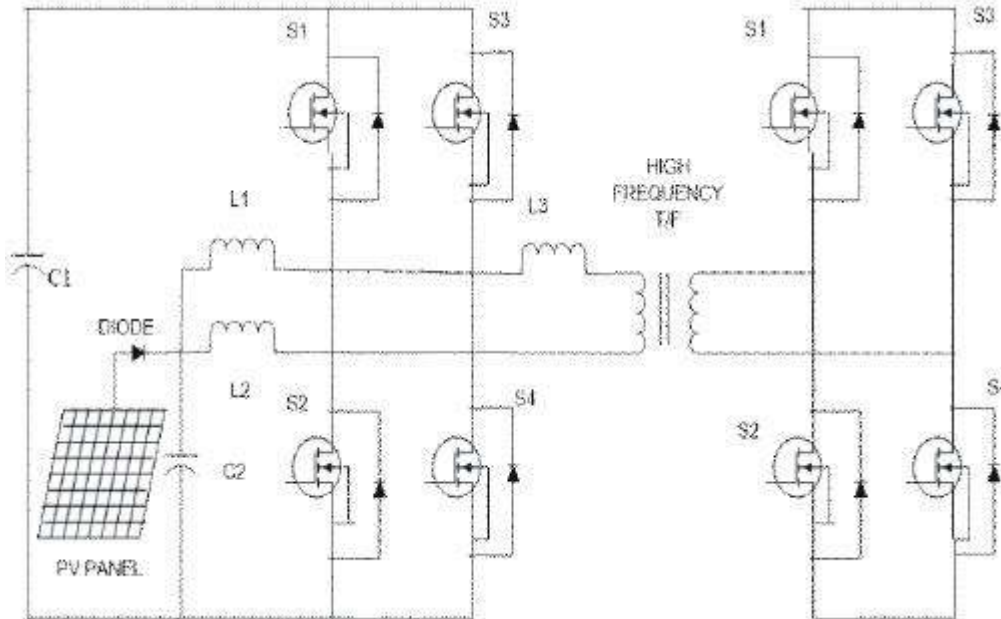 S1
S3
S1
S3
HIGH
FREQUENCY
T/F
L1
L3
C1
DIODE
L2
S2
S4
S2
S4
C2
PV PANEL